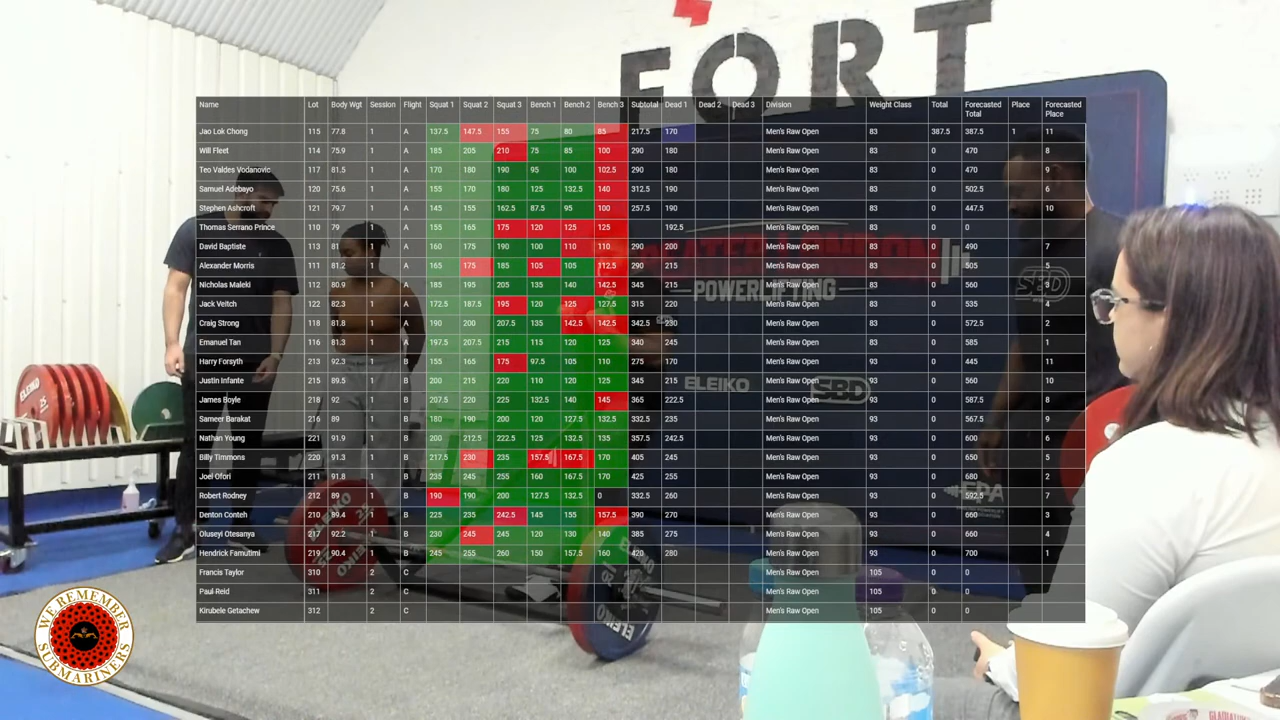 FORT
Name Lot Body Wgt Session Flight Squat 1 Squat 2 Squat 3 Bench 1 Bench 2 Bench 3 Subtotal Dead 1 Dead 2 Dead 3 Division Weight Class Total Forecasted Total Place Forecasted Place
Jao Lok Chong 115 77.8 1 A 137.5 147.5 155 75 80 85 217.5 170 Men's Raw Open 83 387.5 387.5 1 11
Will Fleet 114 75.9 1 A 185 205 210 75 85 100 290 180 Men's Raw Open 83 0 470 8
Teo Valdes Vodanovic 117 81.5 1 A 170 180 190 95 100 102.5 290 180 Men's Raw Open 83 0 470 9
Samuel Adebayo 120 75.6 1 A 155 170 180 125 132.5 140 312.5 190 Men's Raw Open 83 0 502.5 6
Stephen Ashcroft 121 79.7 1 A 145 155 162.5 87.5 95 100 257.5 190 Men's Raw Open 83 0 447.5 10
Thomas Serrano Prince 110 79 1 A 155 165 175 120 125 125 192.5 Men's Raw Open 83 0 0
David Baptiste 113 81 1 A 160 175 190 100 110 110 290 200 Men's Raw Open 83 0 490 7
Alexander Morris 111 81.2 1 A 165 175 185 105 105 112.5 290 215 Men's Raw Open 83 0 505 5
Nicholas Maleki 112 80.9 1 A 185 195 205 135 140 142.5 345 215 Men's Raw Open 83 0 560 3
Jack Veitch 122 82.3 1 A 172.5 187.5 195 120 125 127.5 315 220 Men's Raw Open 83 0 535 4
Craig Strong 118 81.8 1 A 190 200 207.5 135 142.5 142.5 342.5 230 Men's Raw Open 83 0 572.5 2
Emanuel Tan 116 81.3 1 A 197.5 207.5 215 115 120 125 340 245 Men's Raw Open 83 0 585 1
Harry Forsyth 213 92.3 1 B 155 165 175 97.5 105 110 275 170 Men's Raw Open 93 0 445 11
Justin Infante 215 89.5 1 B 200 215 220 110 120 125 345 215 Men's Raw Open 93 0 560 10
James Boyle 218 92 1 B 207.5 220 225 132.5 140 145 365 222.5 Men's Raw Open 93 0 587.5 8
Sameer Barakat 216 89 1 B 180 190 200 120 127.5 132.5 332.5 235 Men's Raw Open 93 0 567.5 9
Nathan Young 221 91.9 1 B 200 212.5 222.5 125 132.5 135 357.5 242.5 Men's Raw Open 93 0 600 6
Billy Timmons 220 91.3 1 B 217.5 230 235 157.5 167.5 170 405 245 Men's Raw Open 93 0 650 5
Joel Ofori 211 91.8 1 B 235 245 255 160 167.5 170 425 255 Men's Raw Open 93 0 680 2
Robert Rodney 212 89 1 B 190 190 200 127.5 132.5 0 332.5 260 Men's Raw Open 93 0 592.5 7
Denton Conteh 210 89.4 1 B 225 235 242.5 145 155 157.5 390 270 Men's Raw Open 93 0 660 3
Oluseyi Otesanya 217 92.2 1 B 230 245 245 120 130 140 385 275 Men's Raw Open 93 0 660 4
Hendrick Famutimi 219 90.4 1 B 245 255 260 150 157.5 160 420 280 Men's Raw Open 93 0 700 1
Francis Taylor 310 2 C Men's Raw Open 105 0 0
Paul Reid 311 2 C Men's Raw Open 105 0 0
Kirubele Getachew 312 2 C Men's Raw Open 105 0 0
POWERLIFTING
ELEIKO
SBD
SBD
WE REMEMBER
SUBMARINERS
ELEIKO